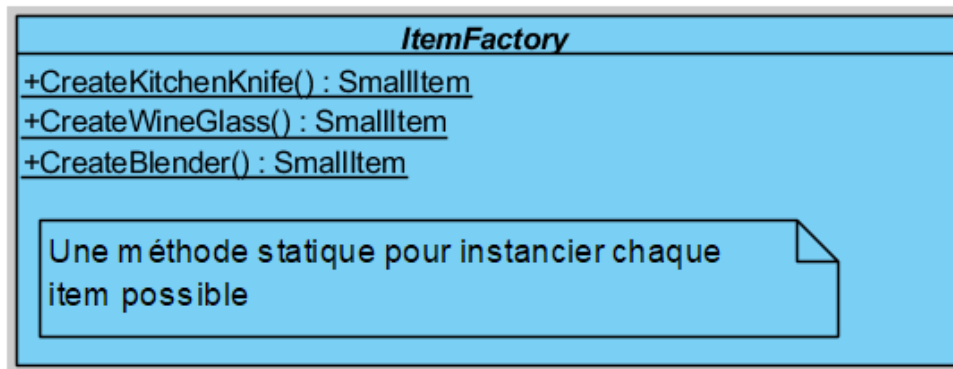 ItemFactory
+CreateKitchenKnife() : SmallItem
+CreateWineGlass() : SmallItem
+CreateBlender() : SmallItem
Une méthode statique pour instancier chaque
item possible